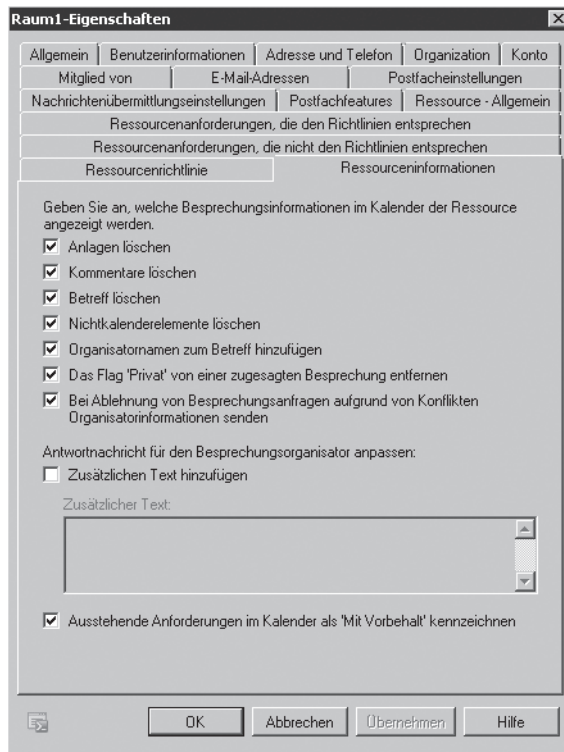 Raum1-Eigenschaften
Allgemein Benutzerinformationen Adresse und Telefon Organization Konto
Mitglied von E-Mail-Adressen Postfacheinstellungen
Nachrichtenübermittlungseinstellungen Postfachfeatures Ressource - Allgemein
Ressourcenanforderungen, die den Richtlinien entsprechen
Ressourcenanforderungen, die nicht den Richtlinien entsprechen
Ressourcenrichtlinie Ressourceninformationen
Geben Sie an, welche Besprechungsinformationen im Kalender der Ressource
angezeigt werden.
Anlagen löschen
Kommentare löschen
Betreff löschen
Nichtkalenderelemente löschen
Organisatornamen zum Betreff hinzufügen
Das Flag 'Privat' von einer zugesagten Besprechung entfernen
Bei Ablehnung von Besprechungsanfragen aufgrund von Konflikten
Organisatorinformationen senden
Antwortnachricht für den Besprechungsorganisator anpassen:
Zusätzlichen Text hinzufügen
Zusätzlicher Text:
Ausstehende Anforderungen im Kalender als 'Mit Vorbehalt' kennzeichnen
OK Abbrechen Übernehmen Hilfe